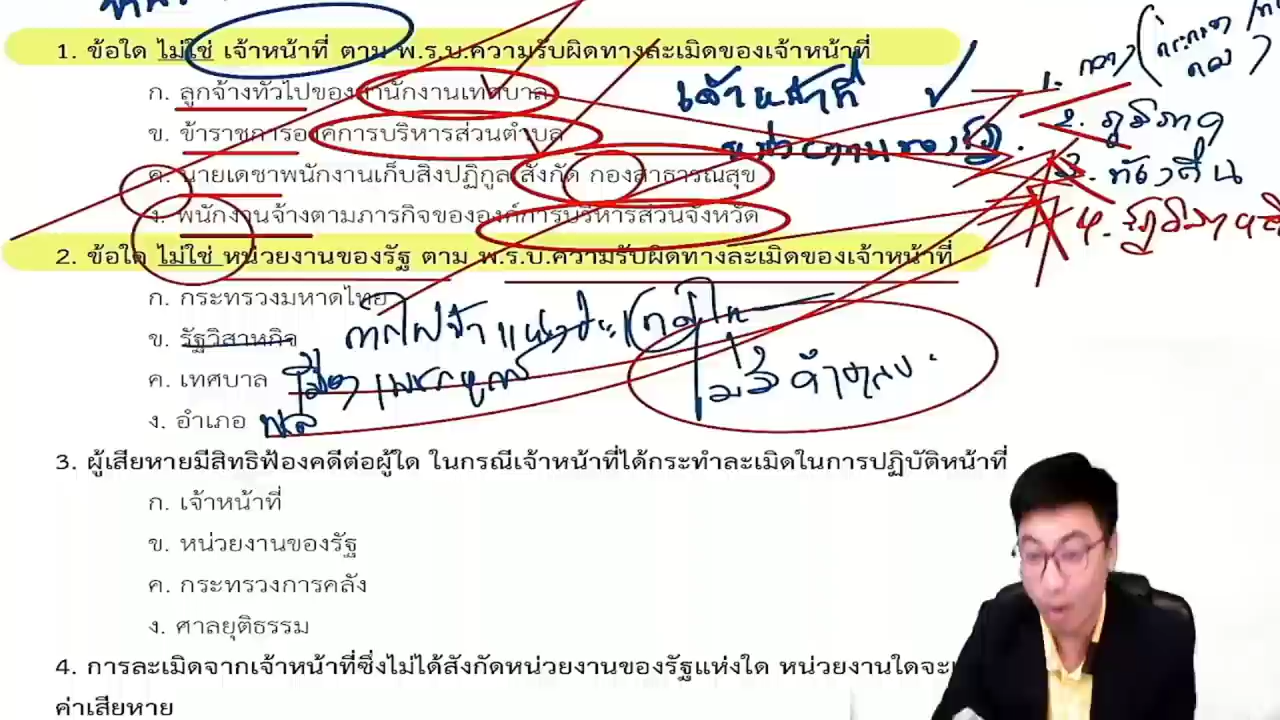 1. ข้อใด ไม่ใช่ เจ้าหน้าที่ ตาม พ.ร.บ.ความรับผิดทางละเมิดของเจ้าหน้าที่
ก. ลูกจ้างทั่วไปของสำนักงานเทศบาล
ข. ข้าราชการองค์การบริหารส่วนตำบล
ค. นายเดชาพนักงานเก็บสิ่งปฏิกูล สังกัด กองสาธารณสุข
ง. พนักงานจ้างตามภารกิจขององค์การบริหารส่วนจังหวัด
เจ้าหน้าที่
หน่วยงานของรัฐ
1. กลาง (กระทรวง
กรม)
2. ภูมิภาค
3. ท้องถิ่น
4. รัฐวิสาหกิ
2. ข้อใด ไม่ใช่ หน่วยงานของรัฐ ตาม พ.ร.บ.ความรับผิดทางละเมิดของเจ้าหน้าที่
ก. กระทรวงมหาดไทย
ข. รัฐวิสาหกิจ
ค. เทศบาล
ง. อำเภอ
ไม่มีคำตอบ
3. ผู้เสียหายมีสิทธิฟ้องคดีต่อผู้ใด ในกรณีเจ้าหน้าที่ได้กระทำละเมิดในการปฏิบัติหน้าที่
ก. เจ้าหน้าที่
ข. หน่วยงานของรัฐ
ค. กระทรวงการคลัง
ง. ศาลยุติธรรม
4. การละเมิดจากเจ้าหน้าที่ซึ่งไม่ได้สังกัดหน่วยงานของรัฐแห่งใด หน่วยงานใดจะ
ค่าเสียหาย